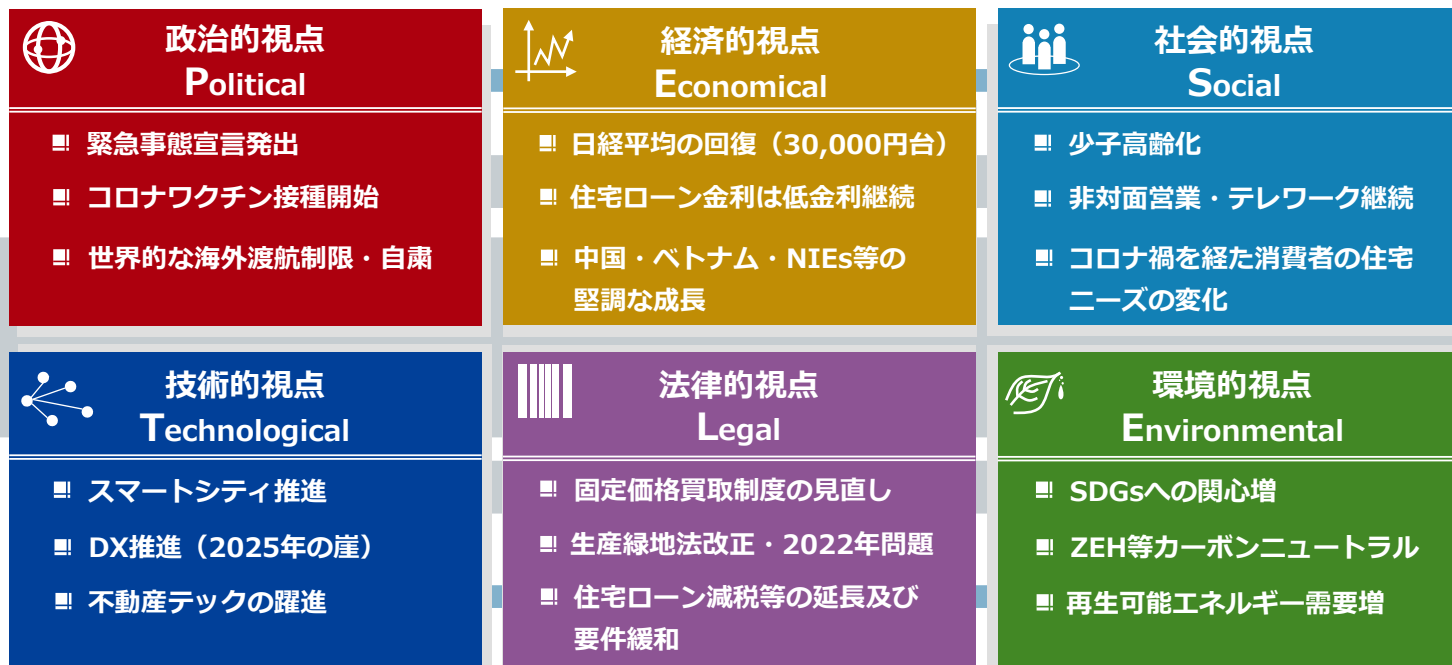 政治的視点
Political
緊急事態宣言発出
コロナワクチン接種開始
世界的な海外渡航制限・自粛
経済的視点
Economical
日経平均の回復（30,000円台）
住宅ローン金利は低金利継続
中国・ベトナム・NIEs等の
堅調な成長
社会的視点
Social
少子高齢化
非対面営業・テレワーク継続
コロナ禍を経た消費者の住宅
ニーズの変化
技術的視点
Technological
スマートシティ推進
DX推進（2025年の崖）
不動産テックの躍進
法律的視点
Legal
固定価格買取制度の見直し
生産緑地法改正・2022年問題
住宅ローン減税等の延長及び
要件緩和
環境的視点
Environmental
SDGsへの関心増
ZEH等カーボンニュートラル
再生可能エネルギー需要増